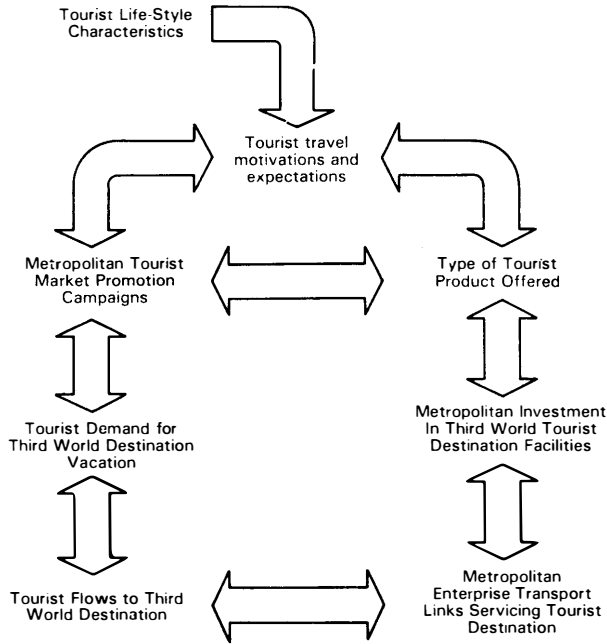 Tourist Life-Style
Characteristics
Tourist travel
motivations and
expectations
Metropolitan Tourist
Market Promotion
Campaigns
Type of Tourist
Product Offered
Tourist Demand for
Third World Destination
Vacation
Metropolitan Investment
In Third World Tourist
Destination Facilities
Tourist Flows to Third
World Destination
Metropolitan
Enterprise Transport
Links Servicing Tourist
Destination